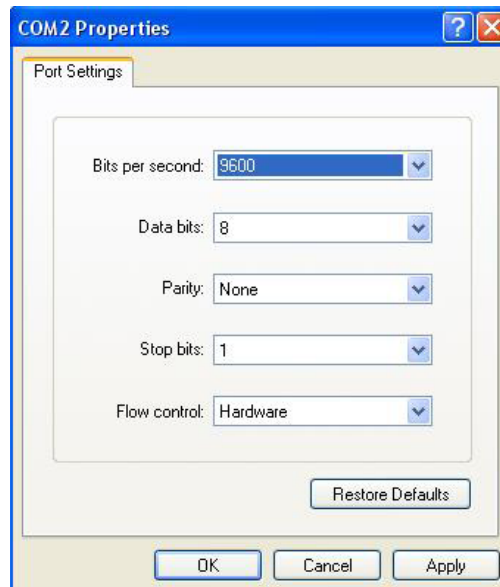 COM2 Properties
Port Settings
Bits per second: 9600
Data bits: 8
Parity: None
Stop bits: 1
Flow control: Hardware
Restore Defaults
OK Cancel Apply